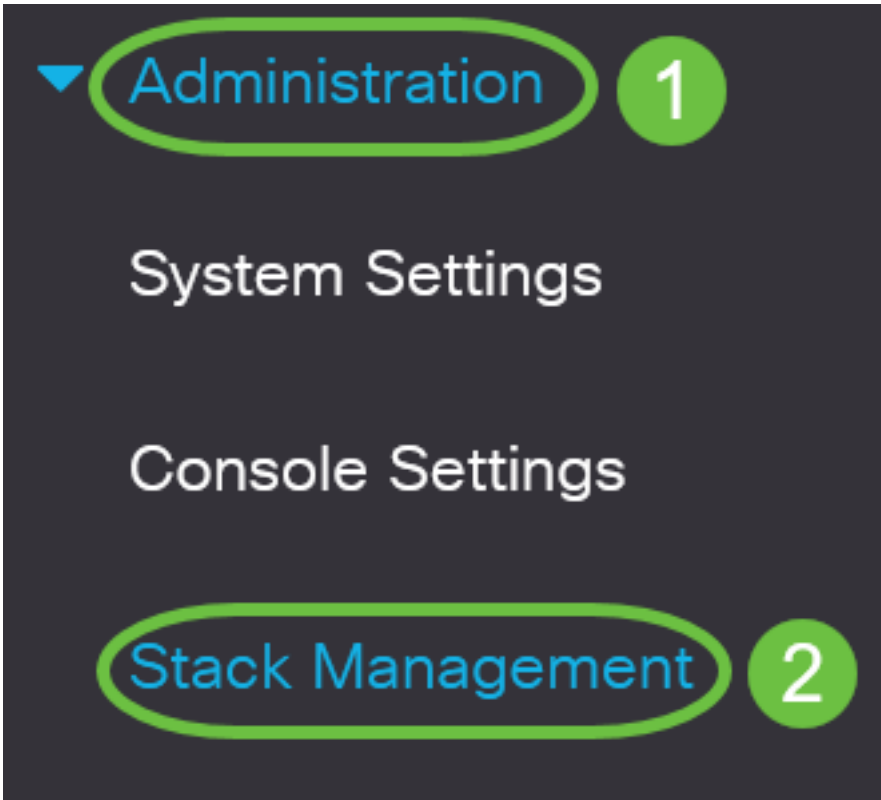 Administration 1
System Settings
Console Settings
Stack Management 2